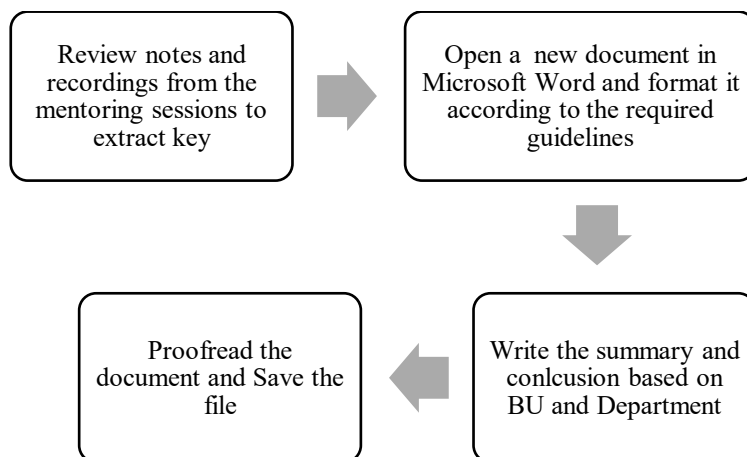 Review notes and
recordings from the
mentoring sessions to
extract key
Open a new document in
Microsoft Word and format it
according to the required
guidelines
Write the summary and
conlcusion based on
BU and Department
Proofread the
document and Save the
file